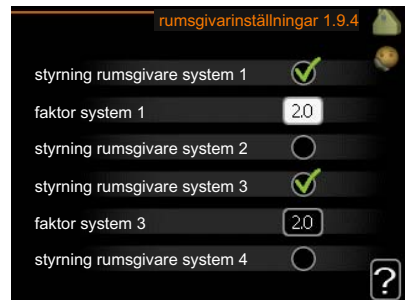 rumsgivarinställningar 1.9.4
styrning rumsgivare system 1
faktor system 1 2.0
styrning rumsgivare system 2
styrning rumsgivare system 3
faktor system 3 2.0
styrning rumsgivare system 4
?